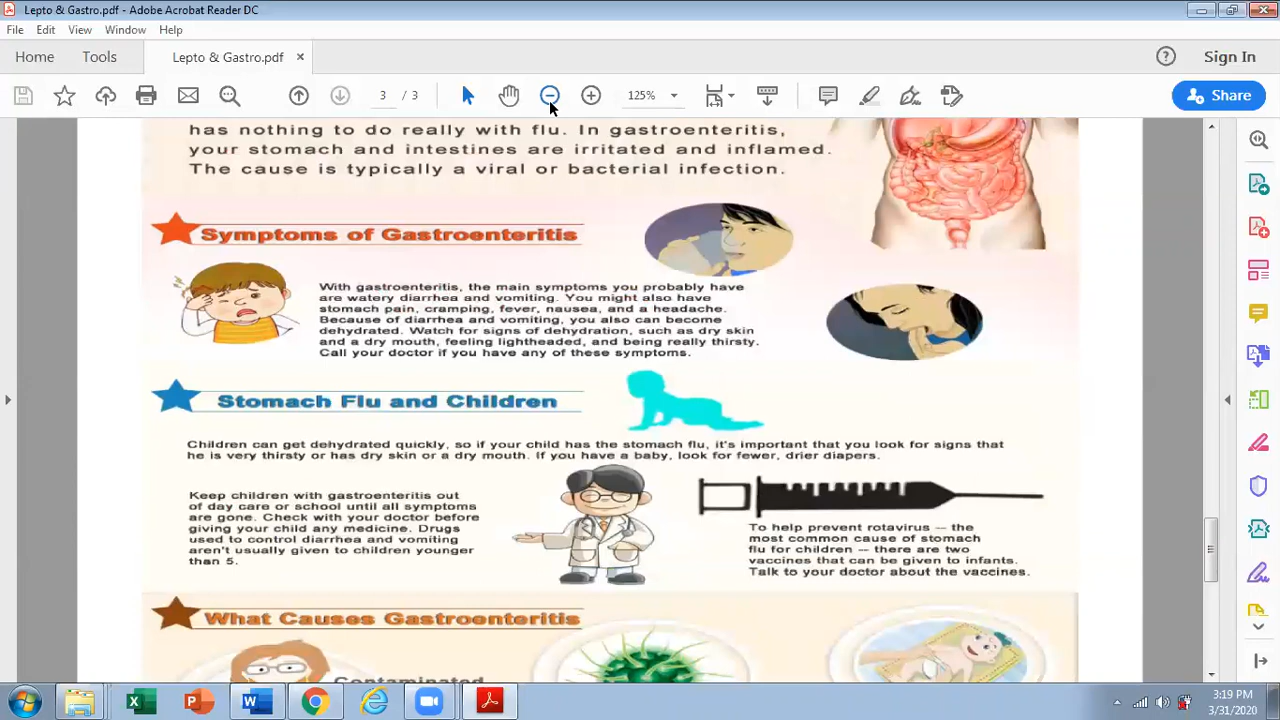 Lepto & Gastro.pdf - Adobe Acrobat Reader DC
File Edit View Window Help
Home Tools Lepto & Gastro.pdf × Sign In
3 / 3 125% Share
has nothing to do really with flu. In gastroenteritis,
your stomach and intestines are irritated and inflamed.
The cause is typically a viral or bacterial infection.
Symptoms of Gastroenteritis
With gastroenteritis, the main symptoms you probably have
are watery diarrhea and vomiting. You might also have
stomach pain, cramping, fever, nausea, and a headache.
Because of diarrhea and vomiting, you also can become
dehydrated. Watch for signs of dehydration, such as dry skin
and a dry mouth, feeling lightheaded, and being really thirsty.
Call your doctor if you have any of these symptoms.
Stomach Flu and Children
Children can get dehydrated quickly, so if your child has the stomach flu, it's important that you look for signs that
he is very thirsty or has dry skin or a dry mouth. If you have a baby, look for fewer, drier diapers.
Keep children with gastroenteritis out
of day care or school until all symptoms
are gone. Check with your doctor before
giving your child any medicine. Drugs
used to control diarrhea and vomiting
aren't usually given to children younger
than 5.
To help prevent rotavirus -- the
most common cause of stomach
flu for children -- there are two
vaccines that can be given to infants.
Talk to your doctor about the vaccines.
What Causes Gastroenteritis
Contaminated
3:19 PM
3/31/2020